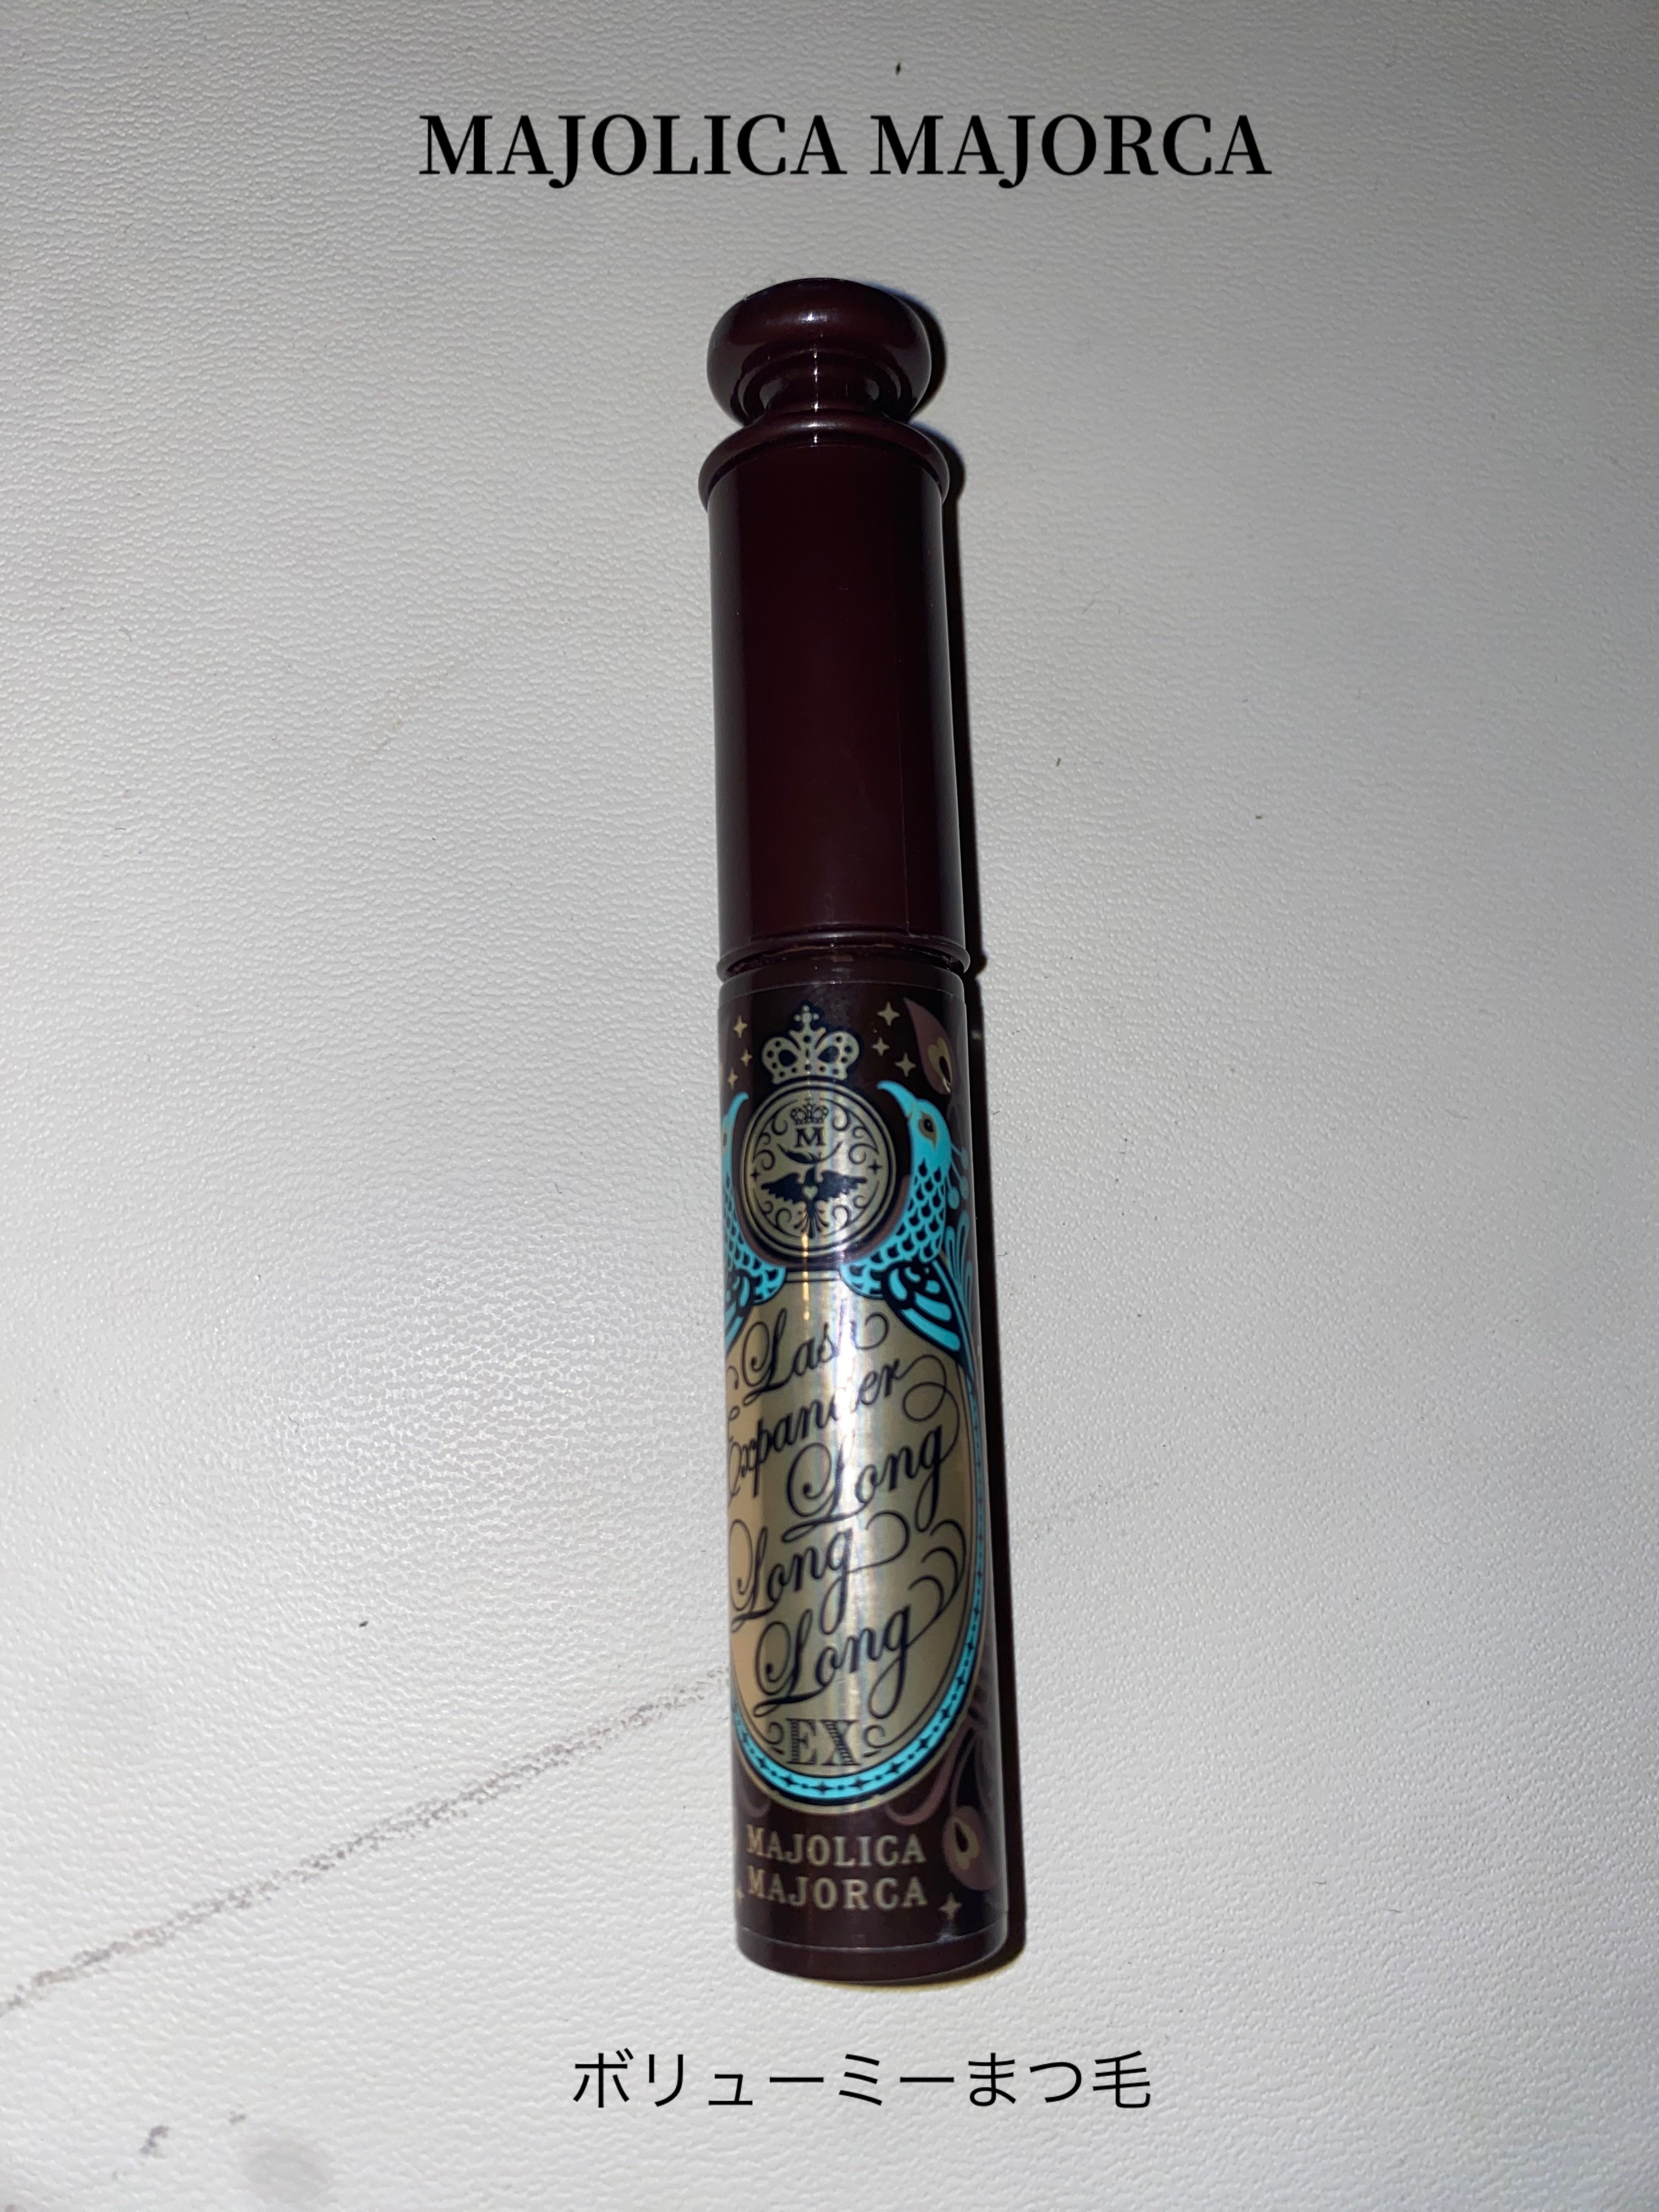 MAJOLICA MAJORCA
M
Lash
Expander
Long
Long
Long
EX
MAJOLICA
MAJORCA
ボリューミーまつ毛